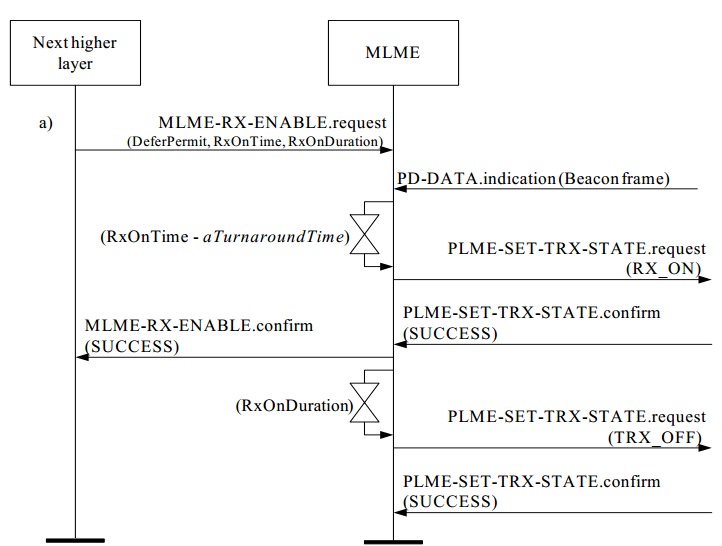 Next higher
layer
MLME
a)
MLME-RX-ENABLE.request
(DeferPermit, RxOnTime, RxOnDuration)
PD-DATA.indication (Beacon frame)
(RxOnTime - aTurnaroundTime)
PLME-SET-TRX-STATE.request
(RX_ON)
PLME-SET-TRX-STATE.confirm
(SUCCESS)
MLME-RX-ENABLE.confirm
(SUCCESS)
(RxOnDuration)
PLME-SET-TRX-STATE.request
(TRX_OFF)
PLME-SET-TRX-STATE.confirm
(SUCCESS)